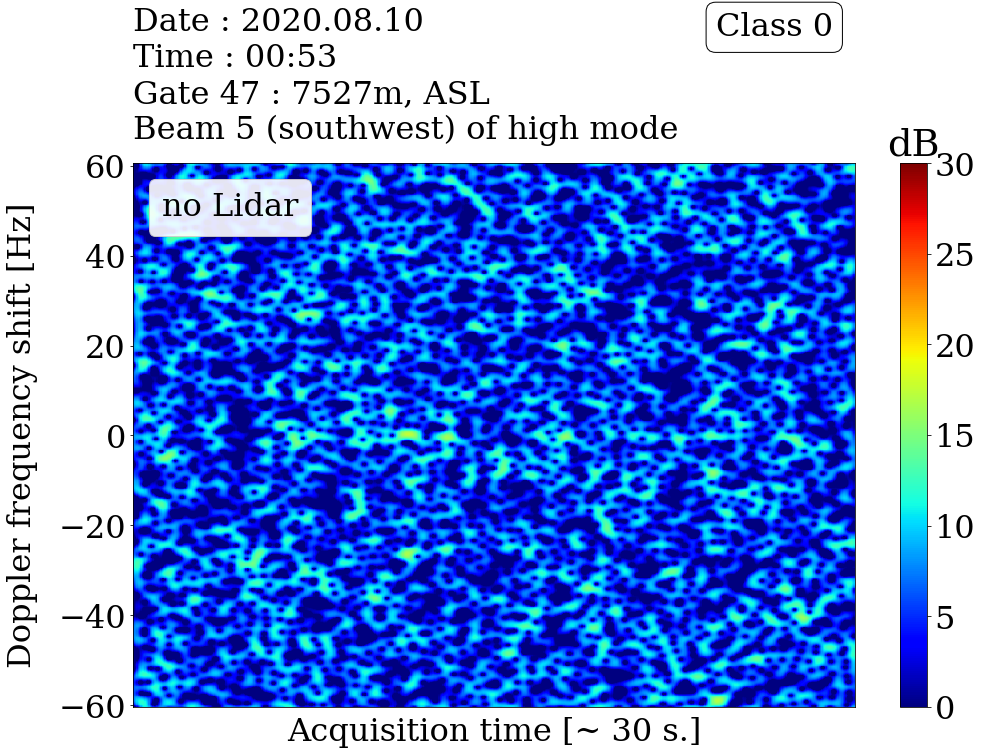 Date : 2020.08.10
Time : 00:53
Gate 47 : 7527m, ASL
Beam 5 (southwest) of high mode
Class 0
dB
no Lidar
Doppler frequency shift [Hz]
60
40
20
0
−20
−40
−60
30
25
20
15
10
5
0
Acquisition time [~ 30 s.]